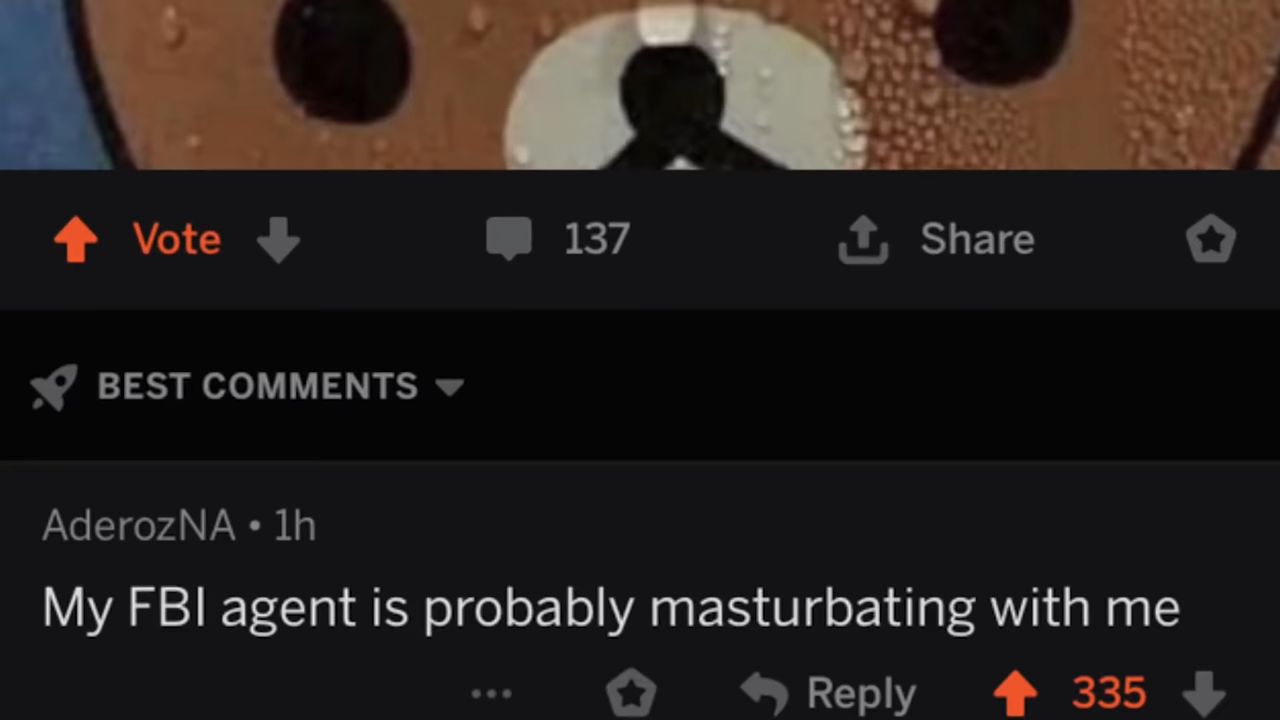 Vote 137 Share
BEST COMMENTS
AderozNA • 1h
My FBI agent is probably masturbating with me
... Reply 335